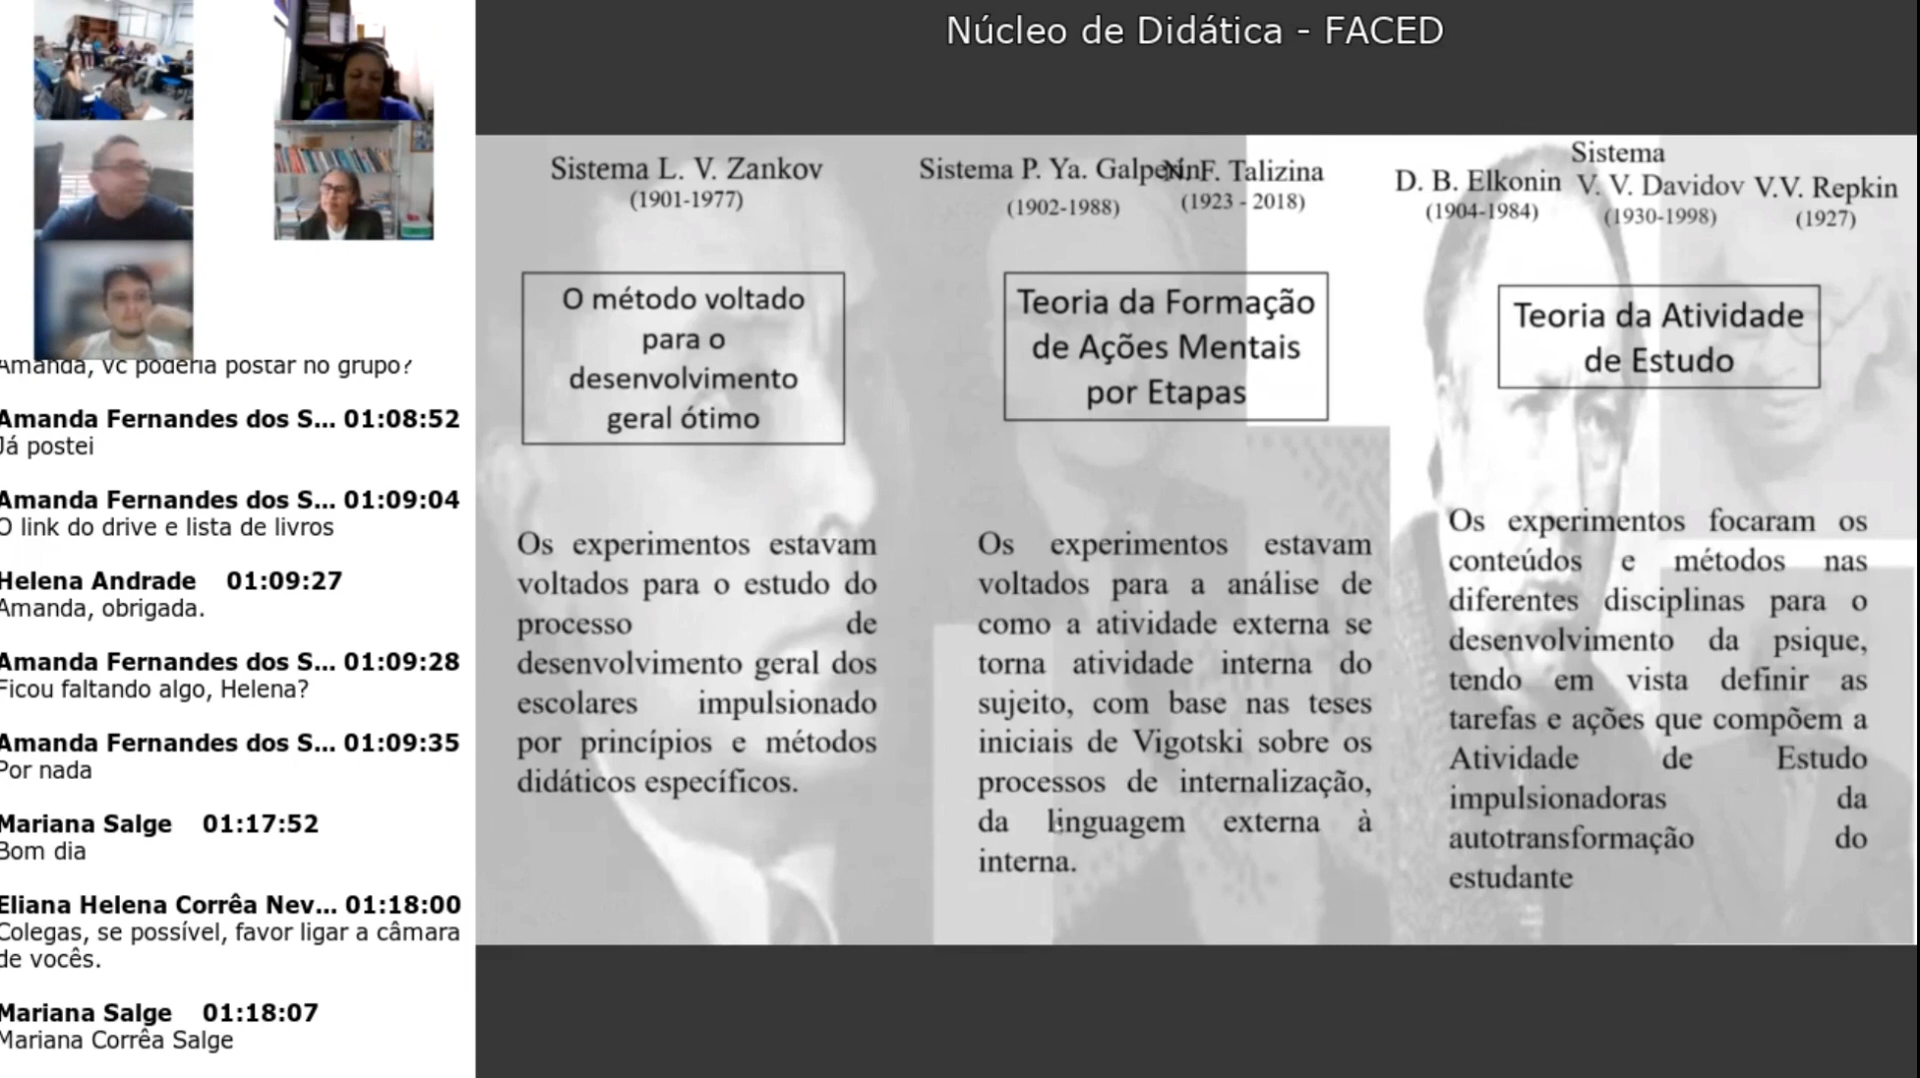 Núcleo de Didática - FACED
Amanda, vc poderia postar no grupo?
Amanda Fernandes dos S... 01:08:52
Já postei
Amanda Fernandes dos S... 01:09:04
O link do drive e lista de livros
Helena Andrade 01:09:27
Amanda, obrigada.
Amanda Fernandes dos S... 01:09:28
Ficou faltando algo, Helena?
Amanda Fernandes dos S... 01:09:35
Por nada
Mariana Salge 01:17:52
Bom dia
Eliana Helena Corrêa Nev... 01:18:00
Colegas, se possível, favor ligar a câmara
de vocês.
Mariana Salge 01:18:07
Mariana Corrêa Salge
Sistema L. V. Zankov
(1901-1977)
O método voltado
para o
desenvolvimento
geral ótimo
Os experimentos estavam
voltados para o estudo do
processo de
desenvolvimento geral dos
escolares impulsionado
por princípios e métodos
didáticos específicos.
Sistema P. Ya. Galperin
(1902-1988)
N.F. Talizina
(1923 - 2018)
Teoria da Formação
de Ações Mentais
por Etapas
Os experimentos estavam
voltados para a análise de
como a atividade externa se
torna atividade interna do
sujeito, com base nas teses
iniciais de Vigotski sobre os
processos de internalização,
da linguagem externa à
interna.
Sistema
D. B. Elkonin V. V. Davidov V.V. Repkin
(1904-1984) (1930-1998) (1927)
Teoria da Atividade
de Estudo
Os experimentos focaram os
conteúdos e métodos nas
diferentes disciplinas para o
desenvolvimento da psique,
tendo em vista definir as
tarefas e ações que compõem a
Atividade de Estudo
impulsionadoras da
autotransformação do
estudante